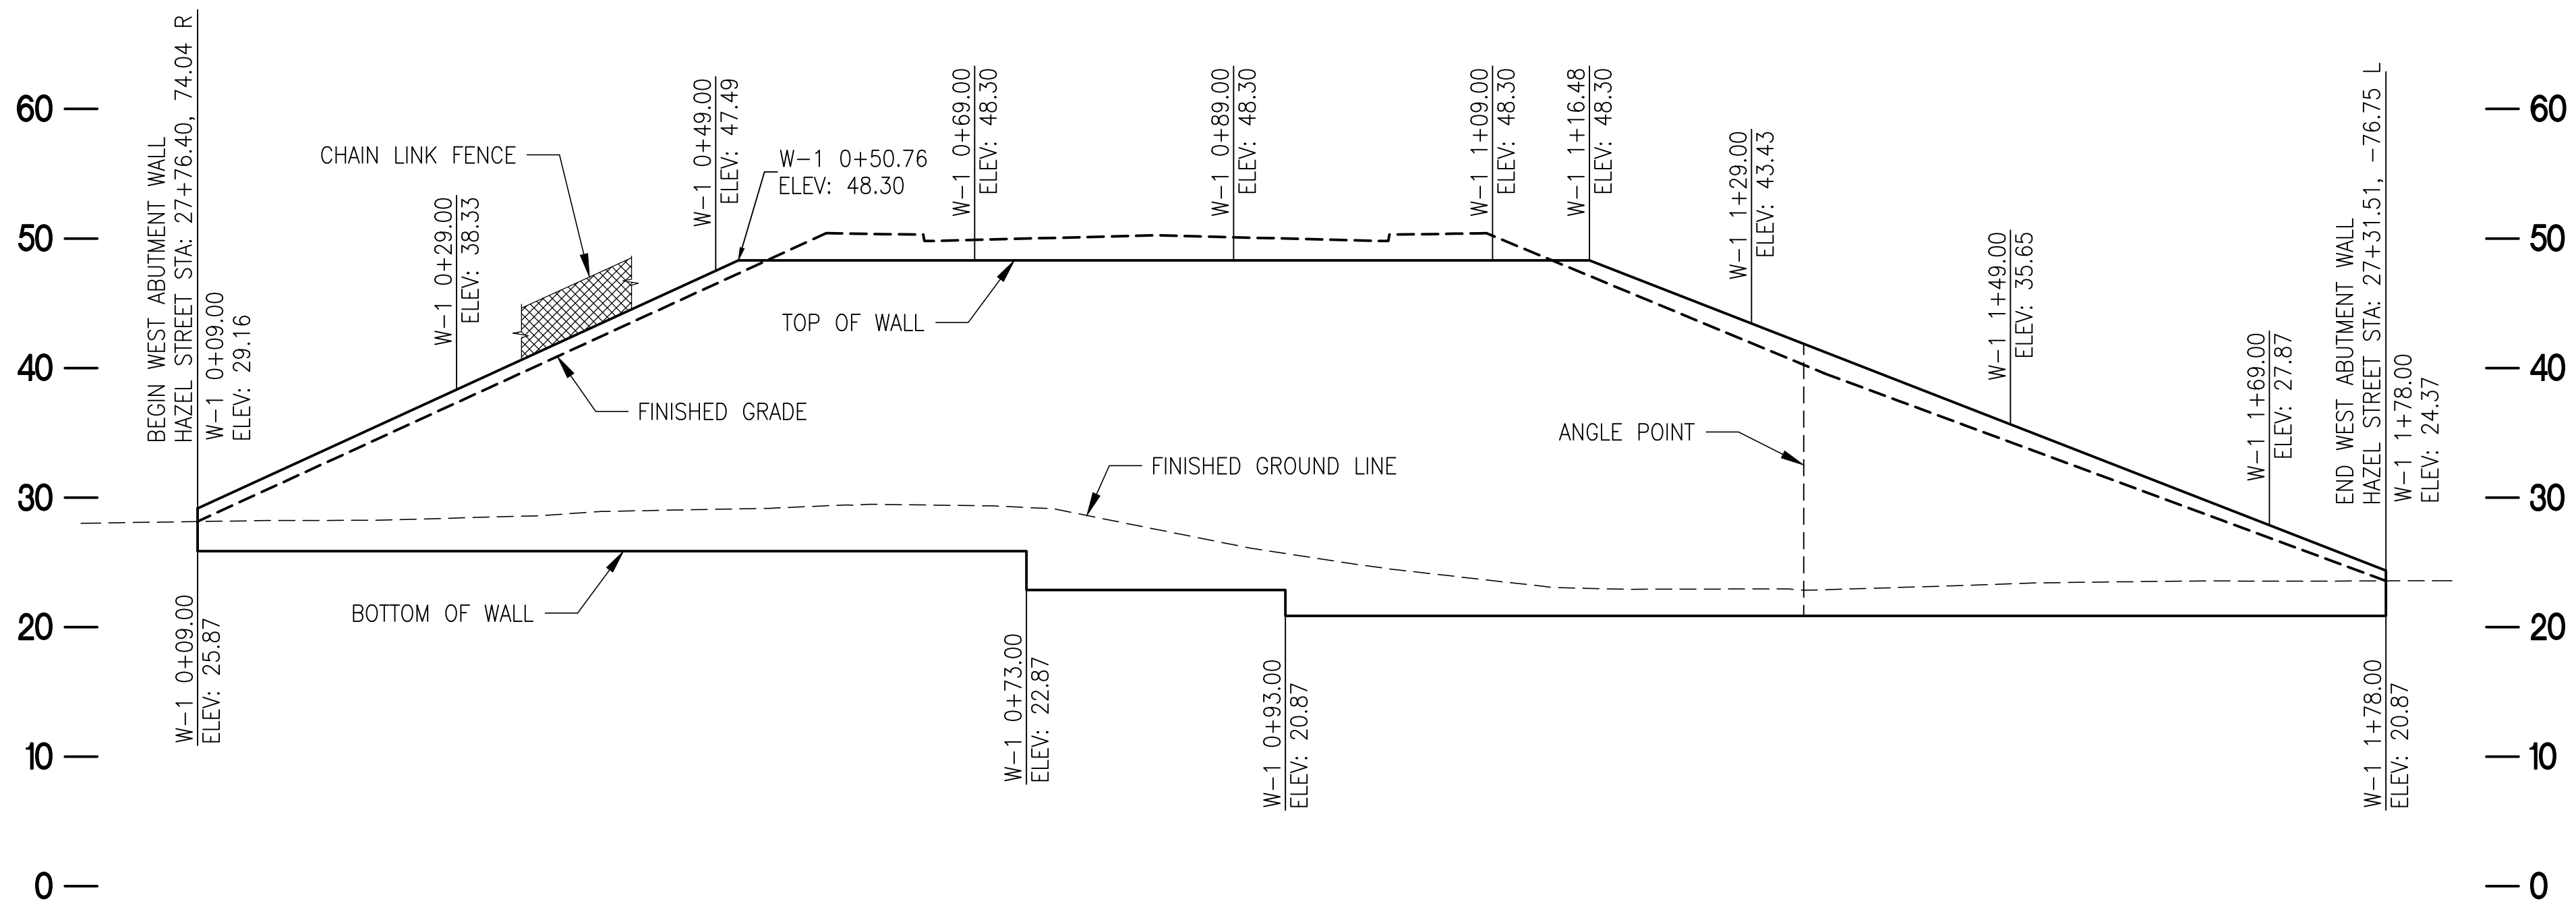 BEGIN WEST ABUTMENT WALL
HAZEL STREET STA: 27+76.40, 74.04 R
W-1 0+09.00
ELEV: 29.16
W-1 0+29.00
ELEV: 38.33
CHAIN LINK FENCE
W-1 0+49.00
ELEV: 47.49
W-1 0+50.76
ELEV: 48.30
W-1 0+69.00
ELEV: 48.30
W-1 0+89.00
ELEV: 48.30
W-1 1+09.00
ELEV: 48.30
W-1 1+16.48
ELEV: 48.30
W-1 1+29.00
ELEV: 43.43
W-1 1+49.00
ELEV: 35.65
W-1 1+69.00
ELEV: 27.87
END WEST ABUTMENT WALL
HAZEL STREET STA: 27+31.51, -76.75 L
W-1 1+78.00
ELEV: 24.37
TOP OF WALL
FINISHED GRADE
ANGLE POINT
FINISHED GROUND LINE
BOTTOM OF WALL
W-1 0+09.00
ELEV: 25.87
W-1 0+73.00
ELEV: 22.87
W-1 0+93.00
ELEV: 20.87
W-1 1+78.00
ELEV: 20.87
60
50
40
30
20
10
0
60
50
40
30
20
10
0